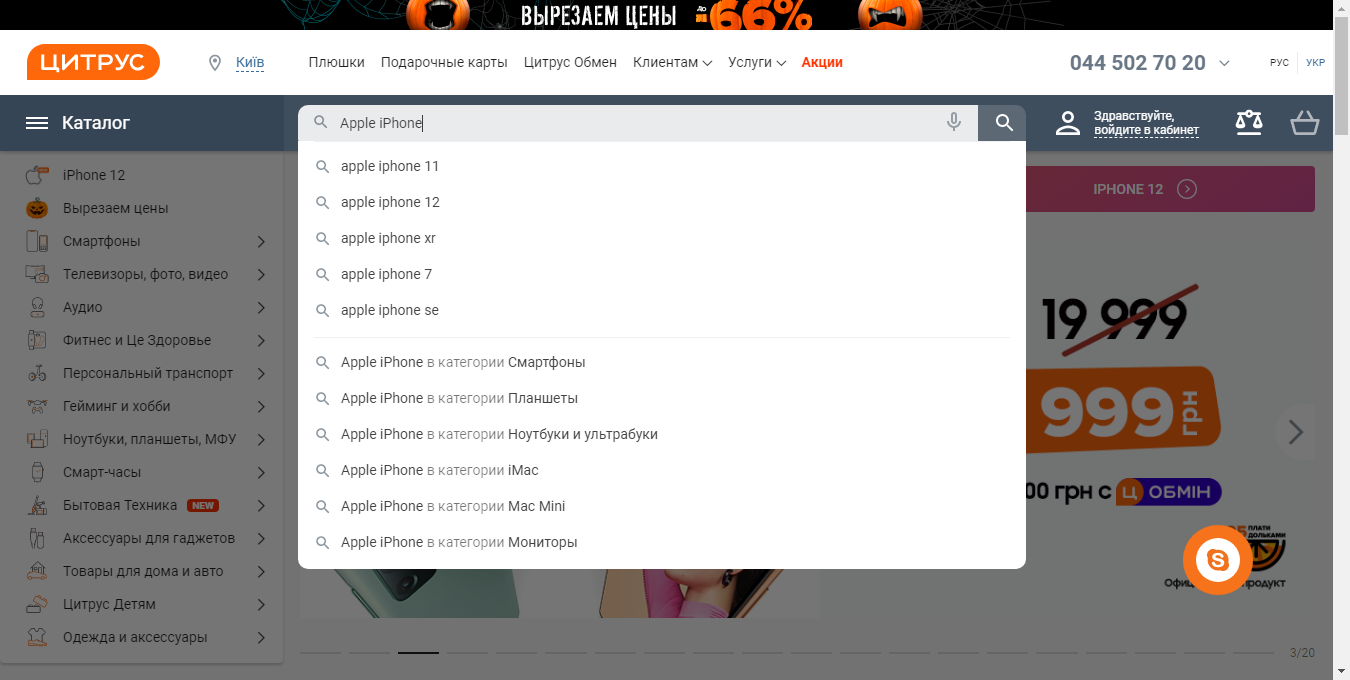 ВЫРЕЗАЕМ ЦЕНЫ ДО -66%
ЦИТРУС
Київ
Плюшки
Подарочные карты
Цитрус Обмен
Клиентам
Услуги
Акции
044 502 70 20
РУС
УКР
Каталог
Apple iPhone
Здравствуйте,
войдите в кабинет
iPhone 12
Вырезаем цены
Смартфоны
Телевизоры, фото, видео
Аудио
Фитнес и Це Здоровье
Персональный транспорт
Гейминг и хобби
Ноутбуки, планшеты, МФУ
Смарт-часы
Бытовая Техника NEW
Аксессуары для гаджетов
Товары для дома и авто
Цитрус Детям
Одежда и аксессуары
apple iphone 11
apple iphone 12
apple iphone xr
apple iphone 7
apple iphone se
Apple iPhone в категории Смартфоны
Apple iPhone в категории Планшеты
Apple iPhone в категории Ноутбуки и ультрабуки
Apple iPhone в категории iMac
Apple iPhone в категории Mac Mini
Apple iPhone в категории Мониторы
IPHONE 12
19 999
999 ГРН
00 грн с Ц ОБМІН
ПЛАТИ
ДОЛЬКАМИ
3/20